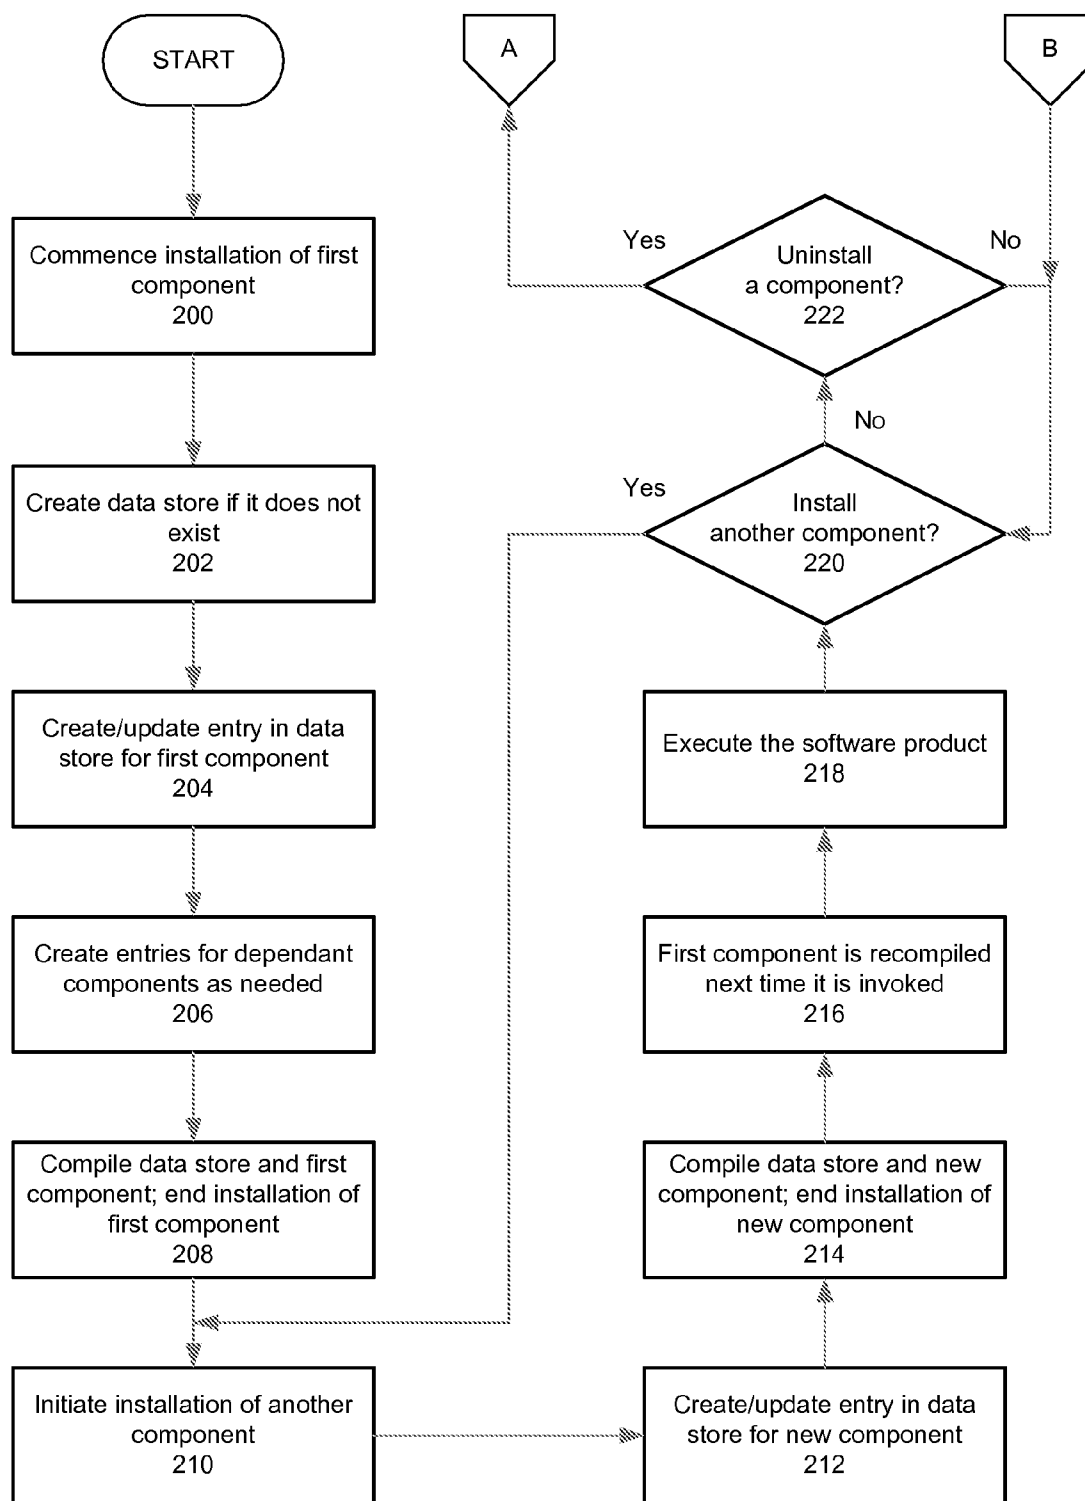 START
Commence installation of first
component
200
Create data store if it does not
exist
202
Create/update entry in data
store for first component
204
Create entries for dependant
components as needed
206
Compile data store and first
component; end installation of
first component
208
Initiate installation of another
component
210
A
B
Yes
No
Uninstall
a component?
222
No
Yes
Install
another component?
220
Execute the software product
218
First component is recompiled
next time it is invoked
216
Compile data store and new
component; end installation of
new component
214
Create/update entry in data
store for new component
212